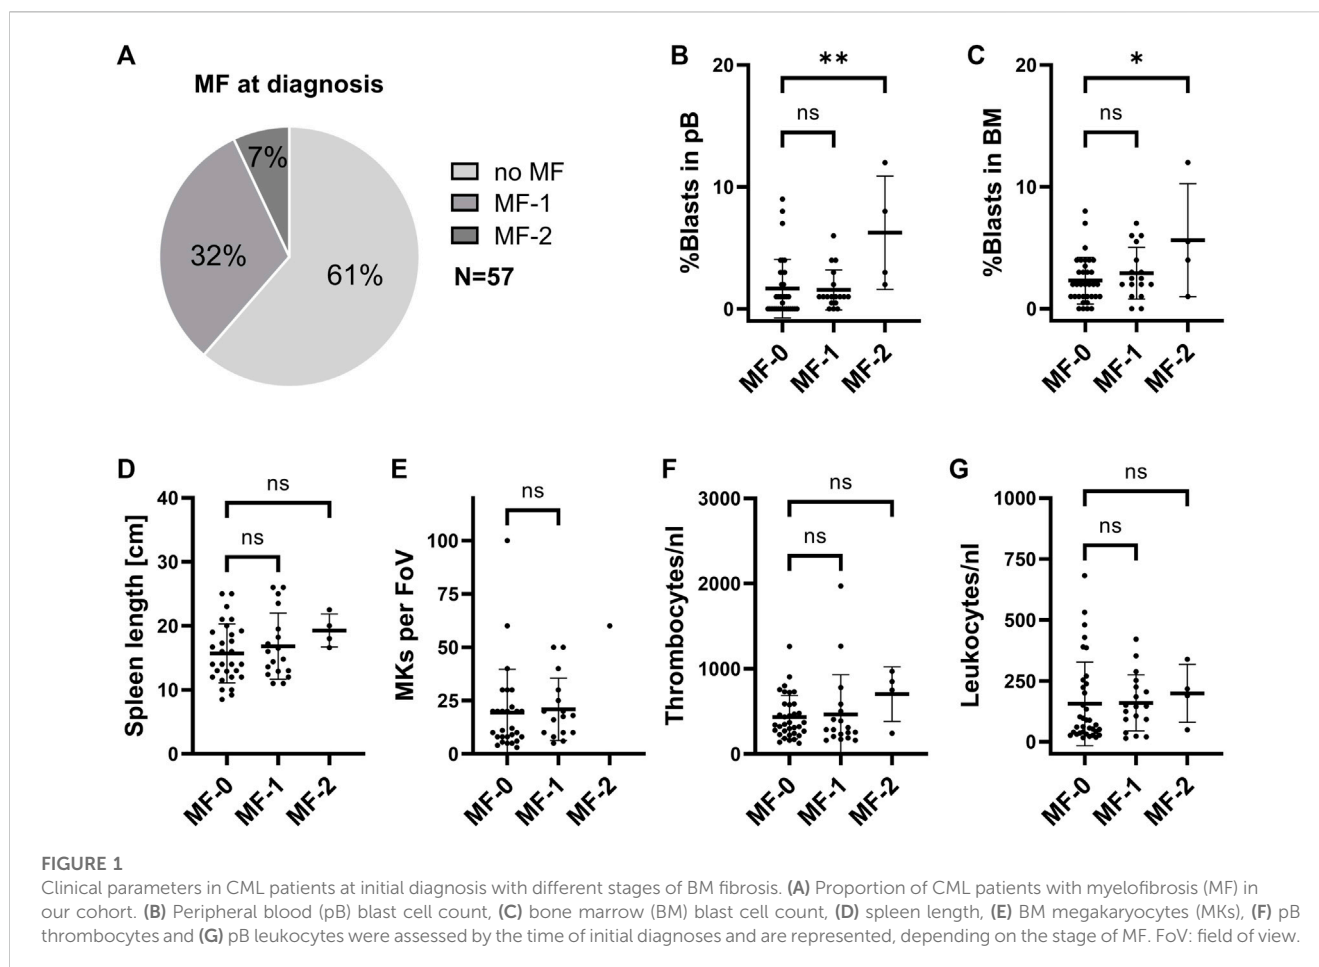 A
MF at diagnosis
7%
32%
61%
no MF
MF-1
MF-2
N=57
B
%Blasts in pB
20
10
0
**
ns
MF-0
MF-1
MF-2
C
%Blasts in BM
20
10
0
*
ns
MF-0
MF-1
MF-2
D
Spleen length [cm]
40
30
20
10
0
ns
ns
MF-0
MF-1
MF-2
E
MKs per FoV
100
75
50
25
0
ns
MF-0
MF-1
MF-2
F
Thrombocytes/nl
3000
2000
1000
0
ns
ns
MF-0
MF-1
MF-2
G
Leukocytes/nl
1000
750
500
250
0
ns
ns
MF-0
MF-1
MF-2
FIGURE 1
Clinical parameters in CML patients at initial diagnosis with different stages of BM fibrosis. (A) Proportion of CML patients with myelofibrosis (MF) in
our cohort. (B) Peripheral blood (pB) blast cell count, (C) bone marrow (BM) blast cell count, (D) spleen length, (E) BM megakaryocytes (MKs), (F) pB
thrombocytes and (G) pB leukocytes were assessed by the time of initial diagnoses and are represented, depending on the stage of MF. FoV: field of view.